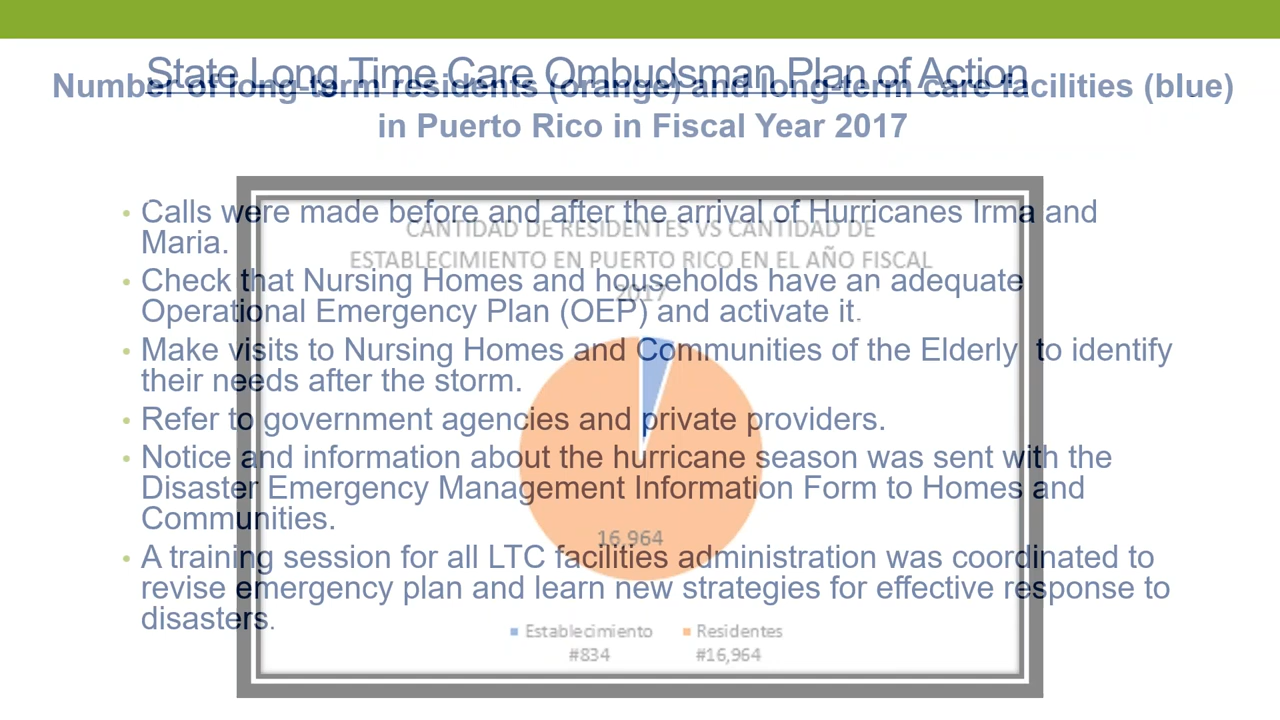 State Long Time Care Ombudsman Plan of Action
Number of long-term residents (orange) and long-term care facilities (blue)
in Puerto Rico in Fiscal Year 2017
• Calls were made before and after the arrival of Hurricanes Irma and
Maria.
• Check that Nursing Homes and households have an adequate
Operational Emergency Plan (OEP) and activate it.
• Make visits to Nursing Homes and Communities of the Elderly to identify
their needs after the storm.
• Refer to government agencies and private providers.
• Notice and information about the hurricane season was sent with the
Disaster Emergency Management Information Form to Homes and
Communities.
• A training session for all LTC facilities administration was coordinated to
revise emergency plan and learn new strategies for effective response to
disasters.
CANTIDAD DE RESIDENTES VS CANTIDAD DE
ESTABLECIMIENTO EN PUERTO RICO EN EL AÑO FISCAL
2017
16,964
Establecimiento Residentes
#834 #16,964